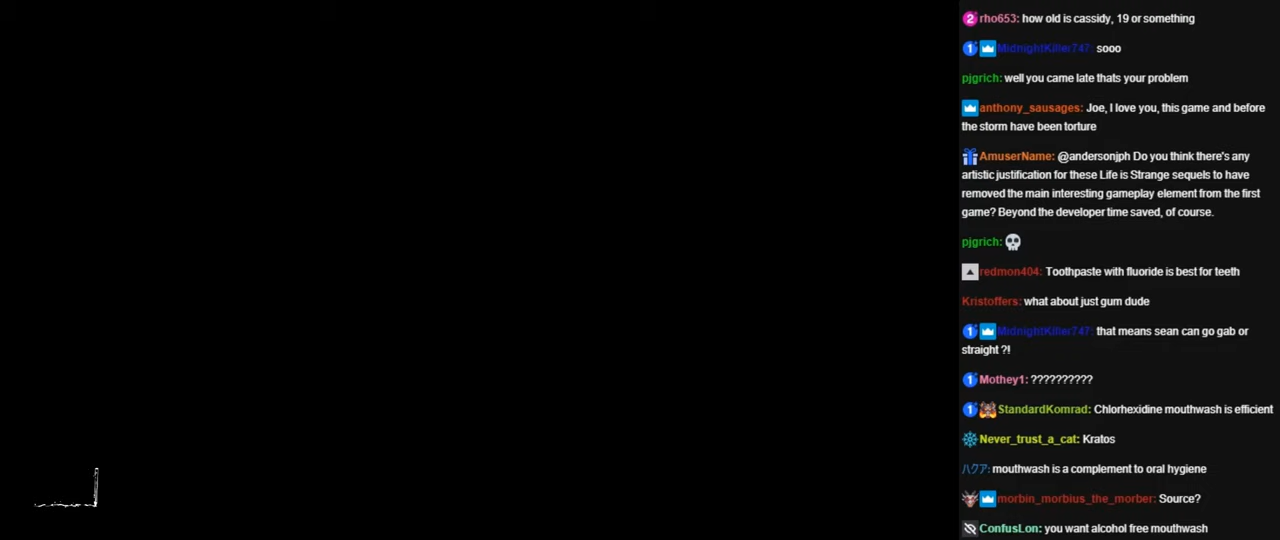 rho653: how old is cassidy, 19 or something
MidnightKiller747: sooo
pjgrich: well you came late thats your problem
anthony_sausages: Joe, I love you, this game and before
the storm have been torture
AmuserName: @andersonjph Do you think there's any
artistic justification for these Life is Strange sequels to have
removed the main interesting gameplay element from the first
game? Beyond the developer time saved, of course.
pjgrich:
redmon404: Toothpaste with fluoride is best for teeth
Kristoffers: what about just gum dude
MidnightKiller747: that means sean can go gab or
straight ?!
Mothey1: ??????????
StandardKomrad: Chlorhexidine mouthwash is efficient
Never_trust_a_cat: Kratos
ハクア: mouthwash is a complement to oral hygiene
morbin_morbius_the_morber: Source?
ConfusLon: you want alcohol free mouthwash